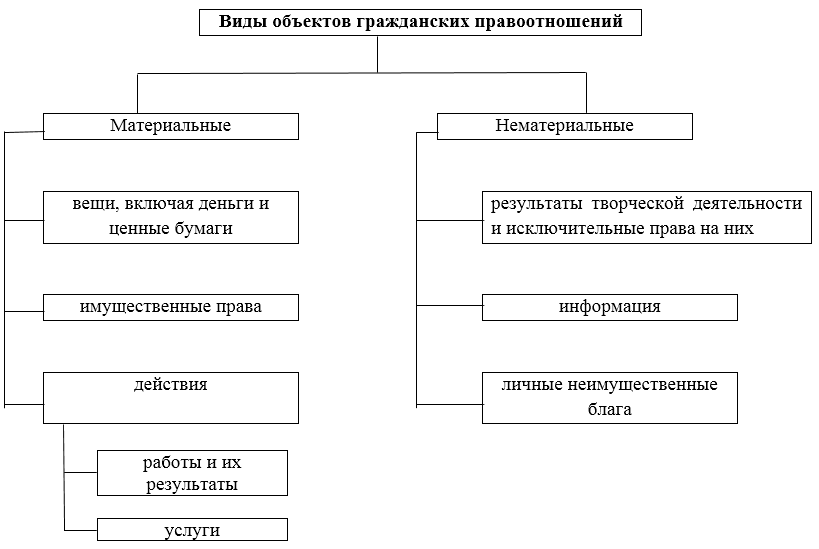 Виды объектов гражданских правоотношений
Материальные
вещи, включая деньги и
ценные бумаги
имущественные права
действия
работы и их
результаты
услуги
Нематериальные
результаты творческой деятельности
и исключительные права на них
информация
личные неимущественные
блага